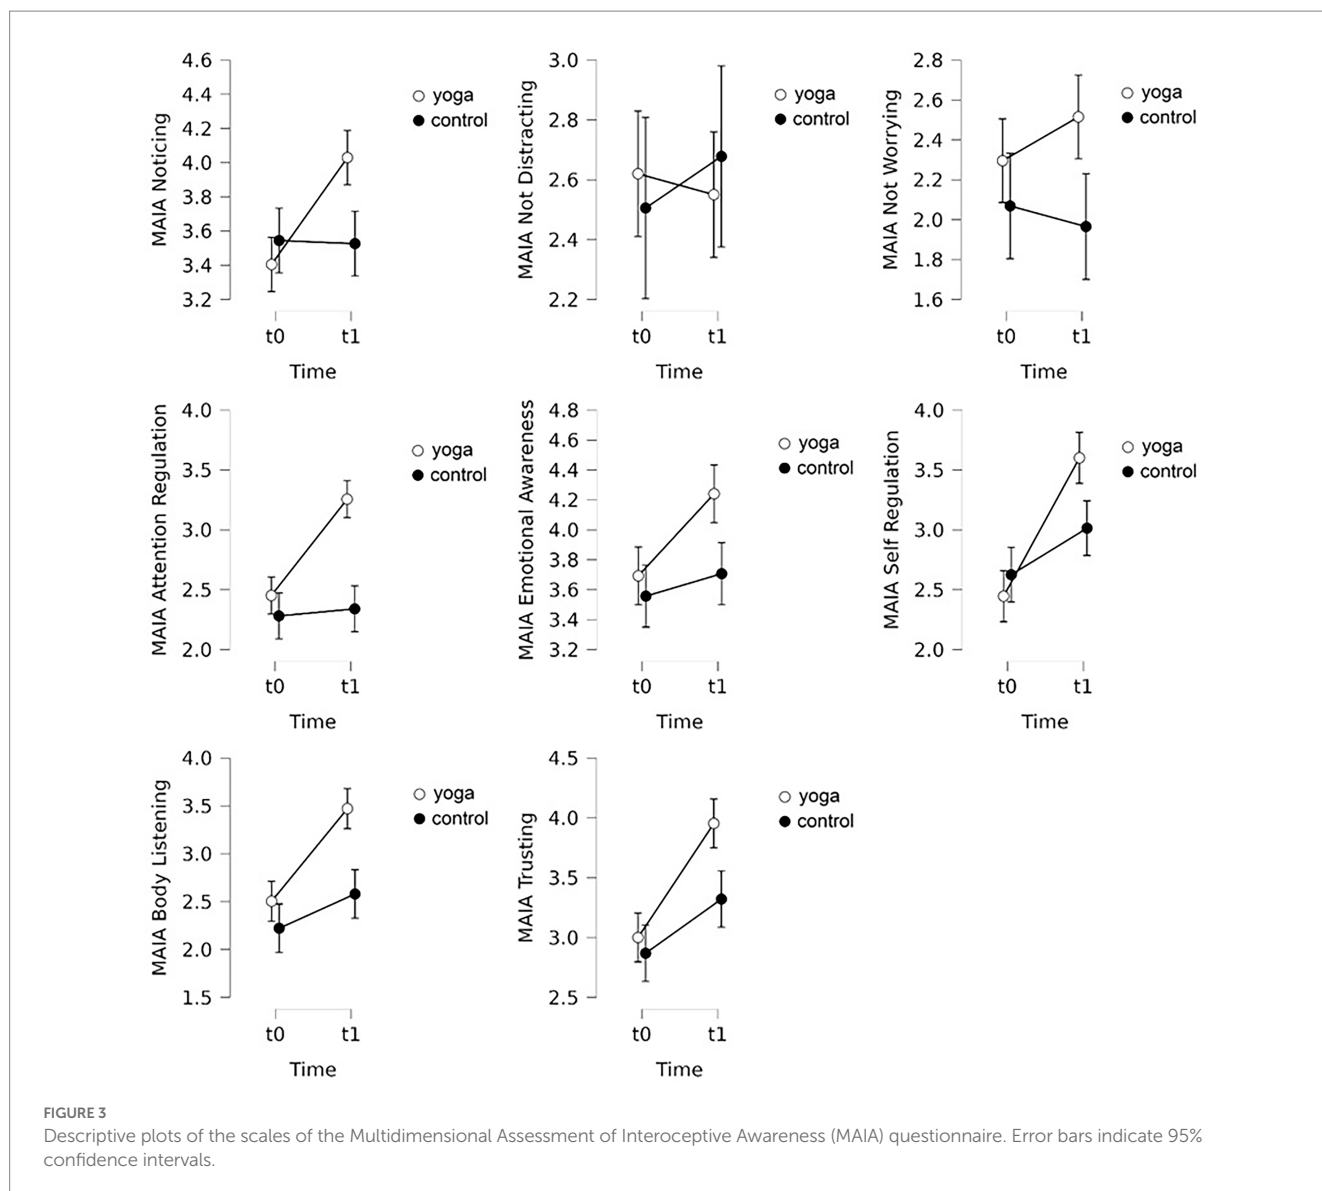 MAIA Noticing
4.6
4.4
4.2
4.0
3.8
3.6
3.4
3.2
t0 t1
Time
yoga
control
MAIA Not Distracting
3.0
2.8
2.6
2.4
2.2
t0 t1
Time
yoga
control
MAIA Not Worrying
2.8
2.6
2.4
2.2
2.0
1.8
1.6
t0 t1
Time
yoga
control
MAIA Attention Regulation
4.0
3.5
3.0
2.5
2.0
t0 t1
Time
yoga
control
MAIA Emotional Awareness
4.8
4.6
4.4
4.2
4.0
3.8
3.6
3.4
3.2
t0 t1
Time
yoga
control
MAIA Self Regulation
4.0
3.5
3.0
2.5
2.0
t0 t1
Time
yoga
control
MAIA Body Listening
4.0
3.5
3.0
2.5
2.0
1.5
t0 t1
Time
yoga
control
MAIA Trusting
4.5
4.0
3.5
3.0
2.5
t0 t1
Time
yoga
control
FIGURE 3
Descriptive plots of the scales of the Multidimensional Assessment of Interoceptive Awareness (MAIA) questionnaire. Error bars indicate 95%
confidence intervals.